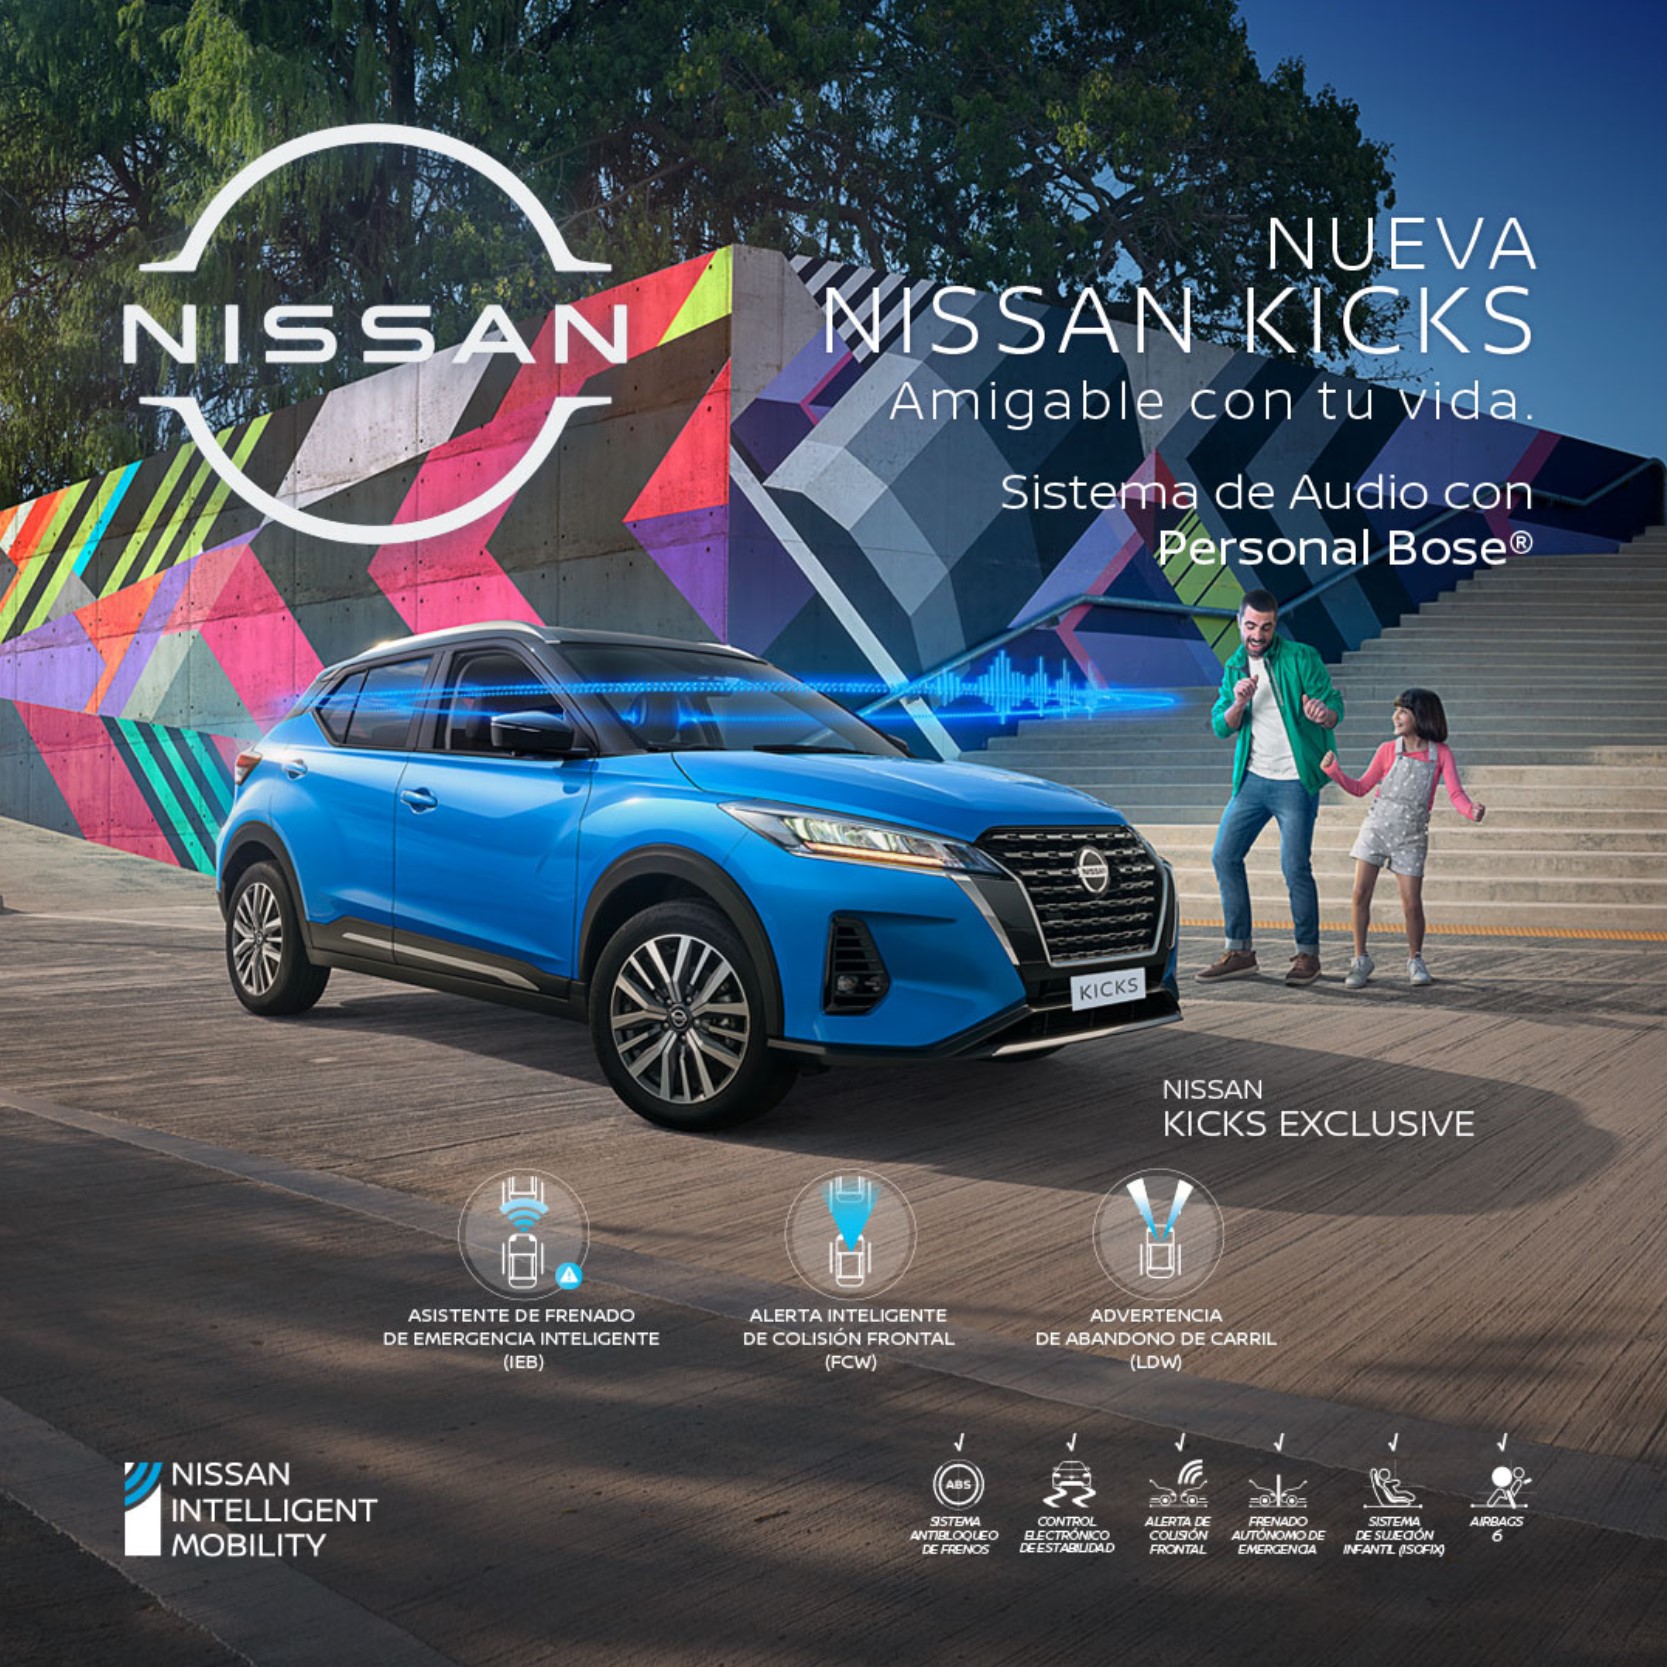 NISSAN
NUEVA
NISSAN KICKS
Amigable con tu vida.
Sistema de Audio con
Personal Bose®
NISSAN
KICKS
NISSAN
KICKS EXCLUSIVE
ASISTENTE DE FRENADO
DE EMERGENCIA INTELIGENTE
(IEB)
ALERTA INTELIGENTE
DE COLISIÓN FRONTAL
(FCW)
ADVERTENCIA
DE ABANDONO DE CARRIL
(LDW)
NISSAN
INTELLIGENT
MOBILITY
ABS
SISTEMA
ANTIBLOQUEO
DE FRENOS
CONTROL
ELECTRÓNICO
DE ESTABILIDAD
ALERTA DE
COLISIÓN
FRONTAL
FRENADO
AUTÓNOMO DE
EMERGENCIA
SISTEMA
DE SUJECIÓN
INFANTIL (ISOFIX)
AIRBAGS
6